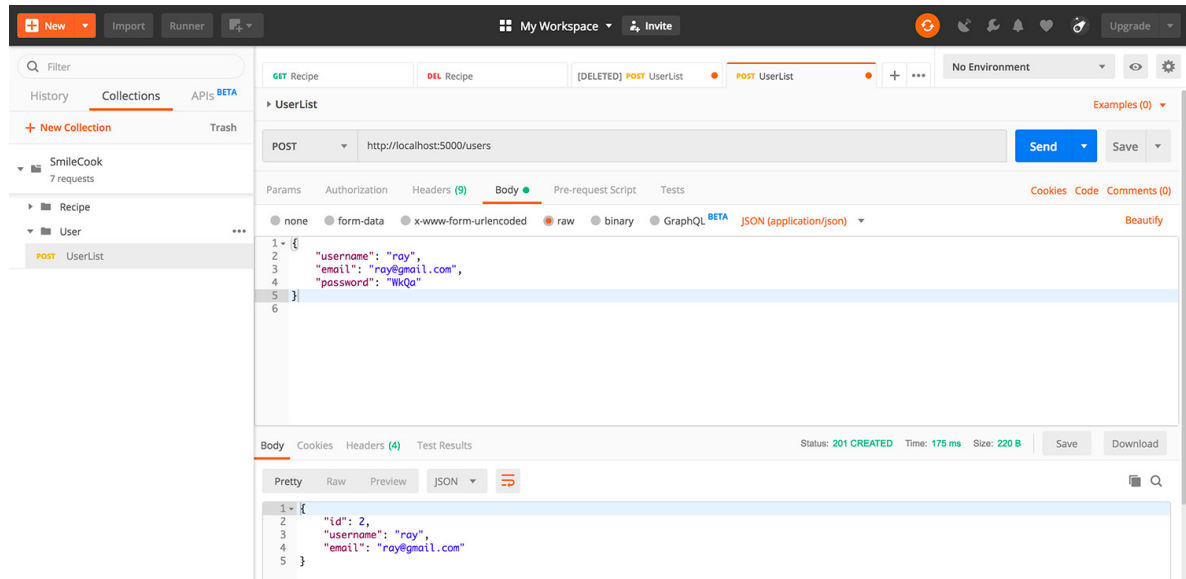 New Import Runner My Workspace Invite Upgrade
Filter
History Collections APIs BETA
+ New Collection Trash
SmileCook
7 requests
Recipe
User
POST UserList
GET Recipe DEL Recipe [DELETED] POST UserList POST UserList + ••• No Environment
UserList Examples (0)
POST http://localhost:5000/users Send Save
Params Authorization Headers (9) Body Pre-request Script Tests Cookies Code Comments (0)
none form-data x-www-form-urlencoded raw binary GraphQL BETA JSON (application/json) Beautify
1 {
2 "username": "ray",
3 "email": "ray@gmail.com",
4 "password": "WkQa"
5 }
6
Body Cookies Headers (4) Test Results Status: 201 CREATED Time: 175 ms Size: 220 B Save Download
Pretty Raw Preview JSON
1 {
2 "id": 2,
3 "username": "ray",
4 "email": "ray@gmail.com"
5 }